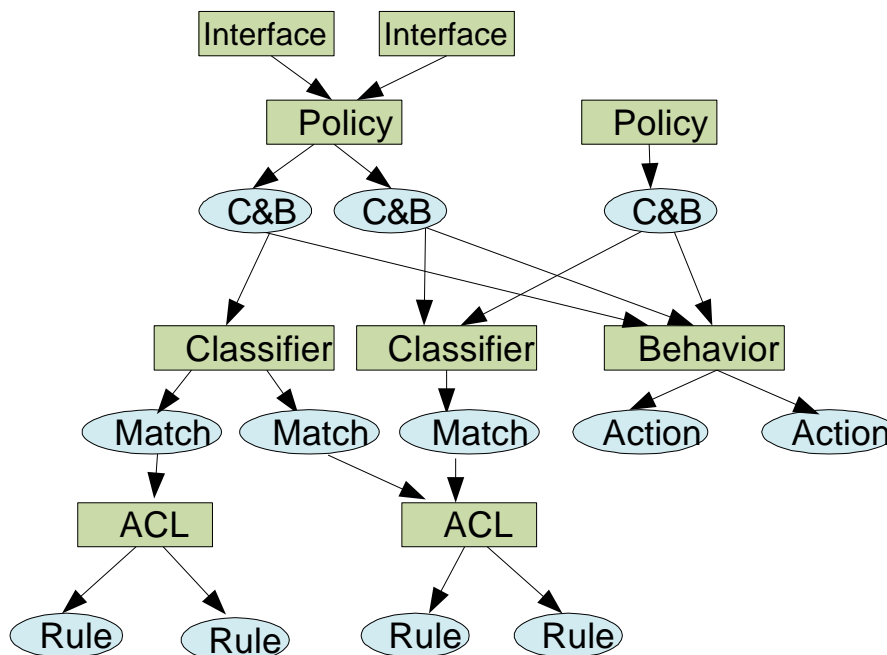 Interface
Interface
Policy
Policy
C&B
C&B
C&B
Classifier
Classifier
Behavior
Match
Match
Match
Action
Action
ACL
ACL
Rule
Rule
Rule
Rule